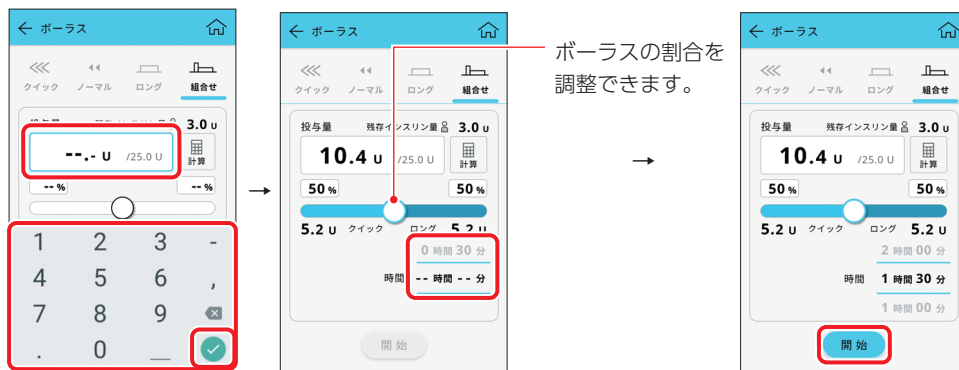 ← ボーラス
クイック ノーマル ロング 組合せ
投与量 残存インスリン量 3.0 U
--.- U /25.0 U 計算
-- % -- %
1 2 3 -
4 5 6 ,
7 8 9
. 0 _
→
← ボーラス
クイック ノーマル ロング 組合せ
投与量 残存インスリン量 3.0 U
10.4 U /25.0 U 計算
50 % 50 %
5.2 U クイック ロング 5.2 U
0 時間 30 分
時間 -- 時間 -- 分
開始
ボーラスの割合を
調整できます。
→
← ボーラス
クイック ノーマル ロング 組合せ
投与量 残存インスリン量 3.0 U
10.4 U /25.0 U 計算
50 % 50 %
5.2 U クイック ロング 5.2 U
2 時間 00 分
時間 1 時間 30 分
1 時間 00 分
開始